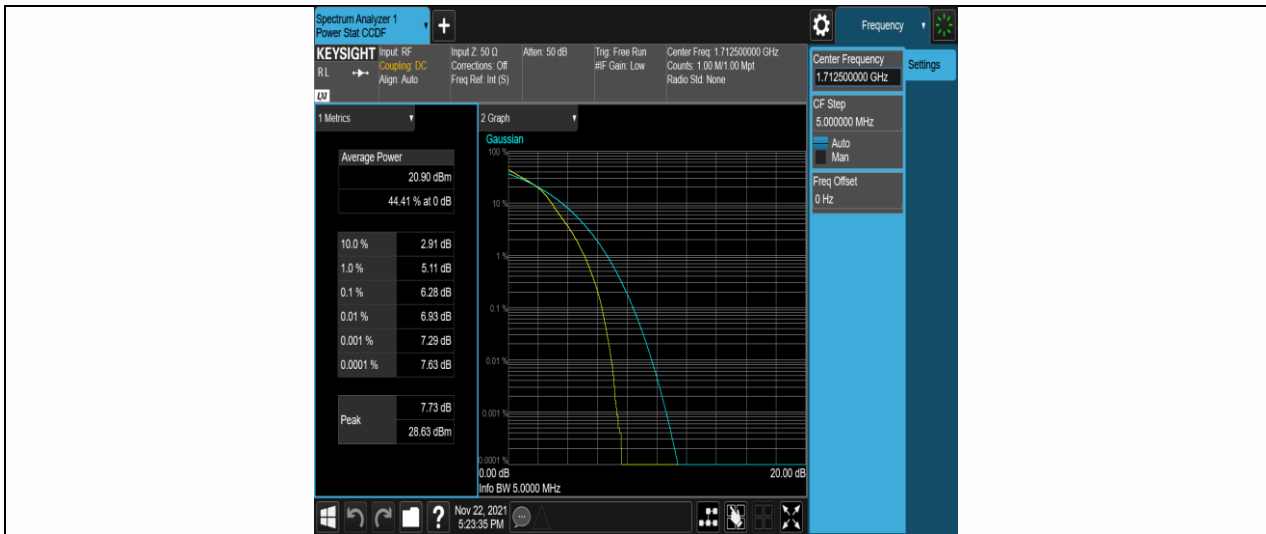 Spectrum Analyzer 1
Power Stat CCDF
+
Frequency
KEYSIGHT
RL
LXI
Input: RF
Coupling: DC
Align: Auto
Input Z: 50 Ω
Corrections: Off
Freq Ref: Int (S)
Atten: 50 dB
Trig: Free Run
#IF Gain: Low
Center Freq: 1.712500000 GHz
Counts: 1.00 M/1.00 Mpt
Radio Std: None
Center Frequency
1.712500000 GHz
Settings
CF Step
5.000000 MHz
Auto
Man
Freq Offset
0 Hz
1 Metrics
Average Power
20.90 dBm
44.41 % at 0 dB
10.0 % 2.91 dB
1.0 % 5.11 dB
0.1 % 6.28 dB
0.01 % 6.93 dB
0.001 % 7.29 dB
0.0001 % 7.63 dB
Peak
7.73 dB
28.63 dBm
2 Graph
Gaussian
100 %
10 %
1 %
0.1 %
0.01 %
0.001 %
0.0001 %
0.00 dB 20.00 dB
Info BW 5.0000 MHz
?
Nov 22, 2021
5:23:35 PM